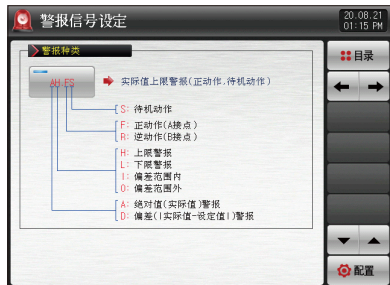 警报信号设定
20.08.21
01:15 PM
警报种类
AH.FS
实际值上限警报(正动作.待机动作)
S: 待机动作
F: 正动作(A接点)
R: 逆动作(B接点)
H: 上限警报
L: 下限警报
I: 偏差范围内
O: 偏差范围外
A: 绝对值(实际值)警报
D: 偏差(|实际值-设定值|)警报
目录
配置